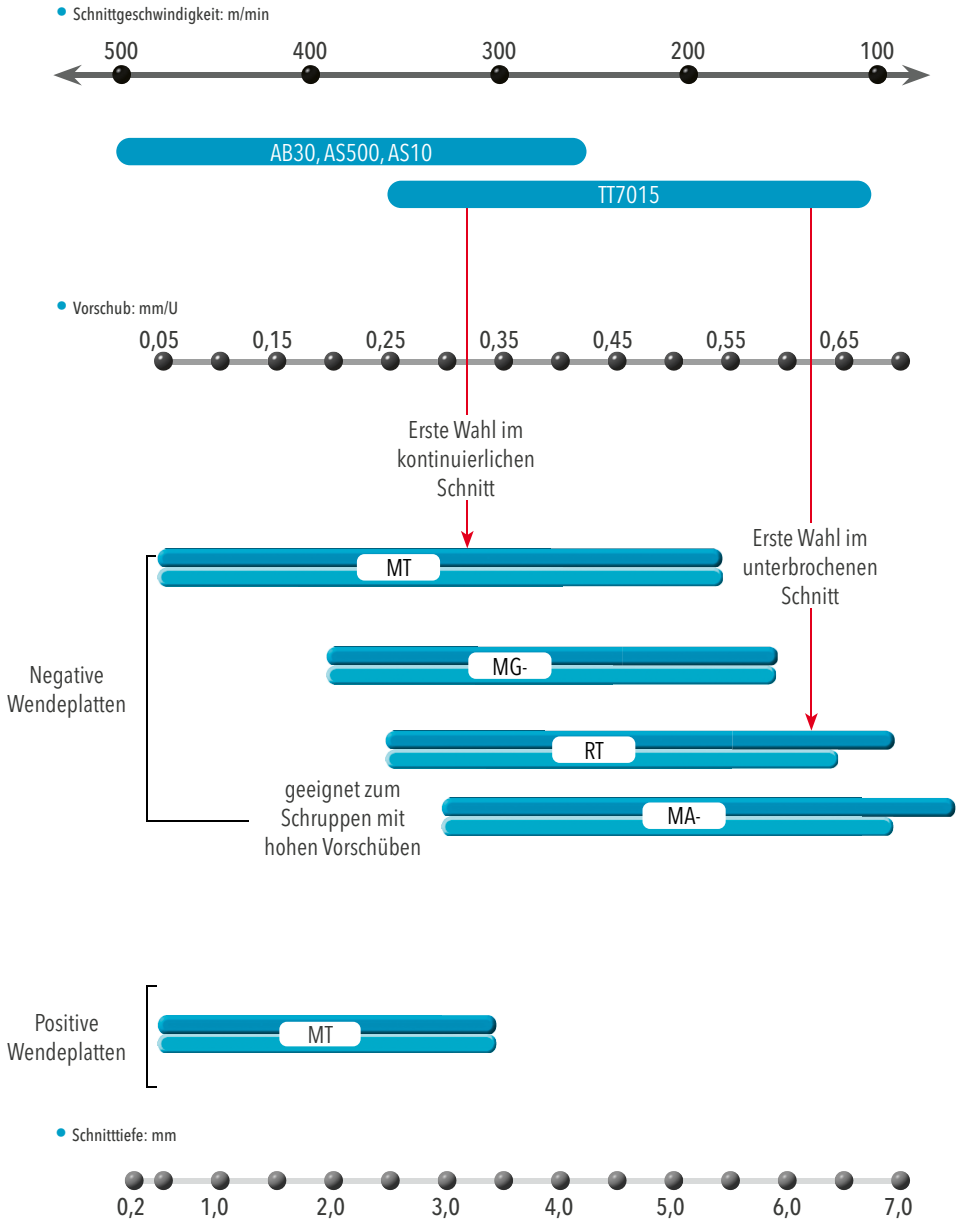 Schnittgeschwindigkeit: m/min
500 400 300 200 100
AB30, AS500, AS10
TT7015
Vorschub: mm/U
0,05 0,15 0,25 0,35 0,45 0,55 0,65
Erste Wahl im
kontinuierlichen
Schnitt
Erste Wahl im
unterbrochenen
Schnitt
MT
Negative
Wendeplatten
MG-
RT
geeignet zum
Schruppen mit
hohen Vorschüben
MA-
Positive
Wendeplatten
MT
Schnitttiefe: mm
0,2 1,0 2,0 3,0 4,0 5,0 6,0 7,0